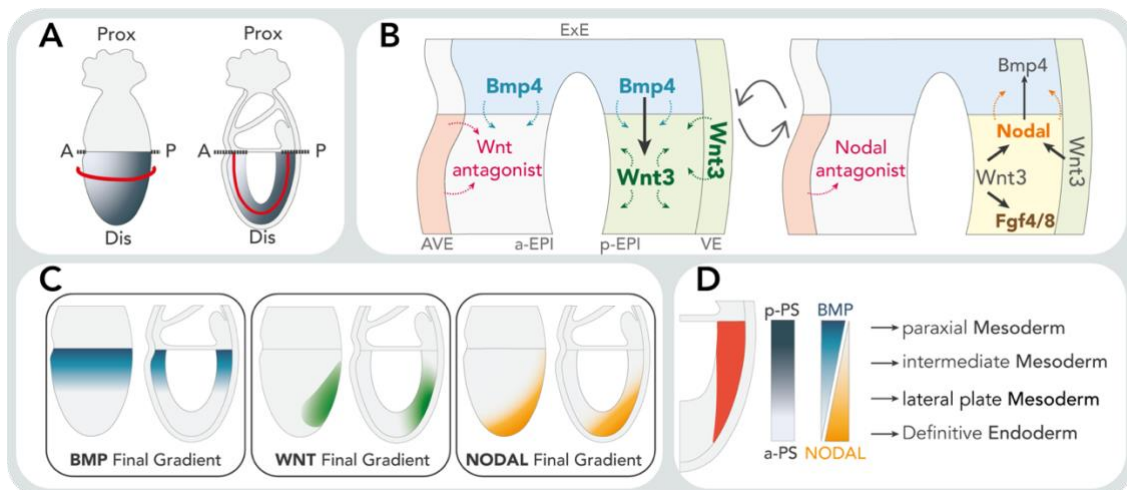 A
Prox
Prox
A
P
A
P
Dis
Dis
B
ExE
Bmp4
Bmp4
Wnt
antagonist
Wnt3
Wnt3
AVE
a-EPI
p-EPI
VE
Bmp4
Nodal
Nodal
antagonist
Wnt3
Wnt3
Fgf4/8
C
BMP Final Gradient
WNT Final Gradient
NODAL Final Gradient
D
p-PS
BMP
paraxial Mesoderm
intermediate Mesoderm
lateral plate Mesoderm
Definitive Endoderm
a-PS
NODAL